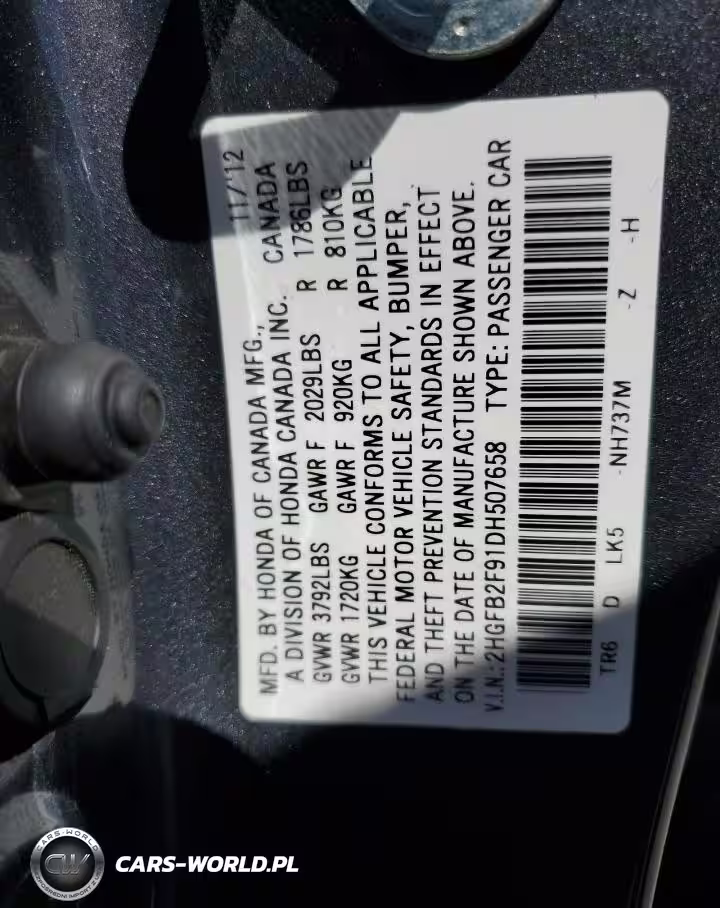 11/12
MFD. BY HONDA OF CANADA MFG.,
A DIVISION OF HONDA CANADA INC. CANADA
GVWR 3792LBS GAWR F 2029LBS R 1786LBS
GVWR 1720KG GAWR F 920KG R 810KG
THIS VEHICLE CONFORMS TO ALL APPLICABLE
FEDERAL MOTOR VEHICLE SAFETY, BUMPER,
AND THEFT PREVENTION STANDARDS IN EFFECT
ON THE DATE OF MANUFACTURE SHOWN ABOVE.
V.I.N.: 2HGFB2F91DH507658 TYPE: PASSENGER CAR
TR6 D LK5 -NH737M -Z -H
CARS-WORLD
CW
CARS-WORLD.PL